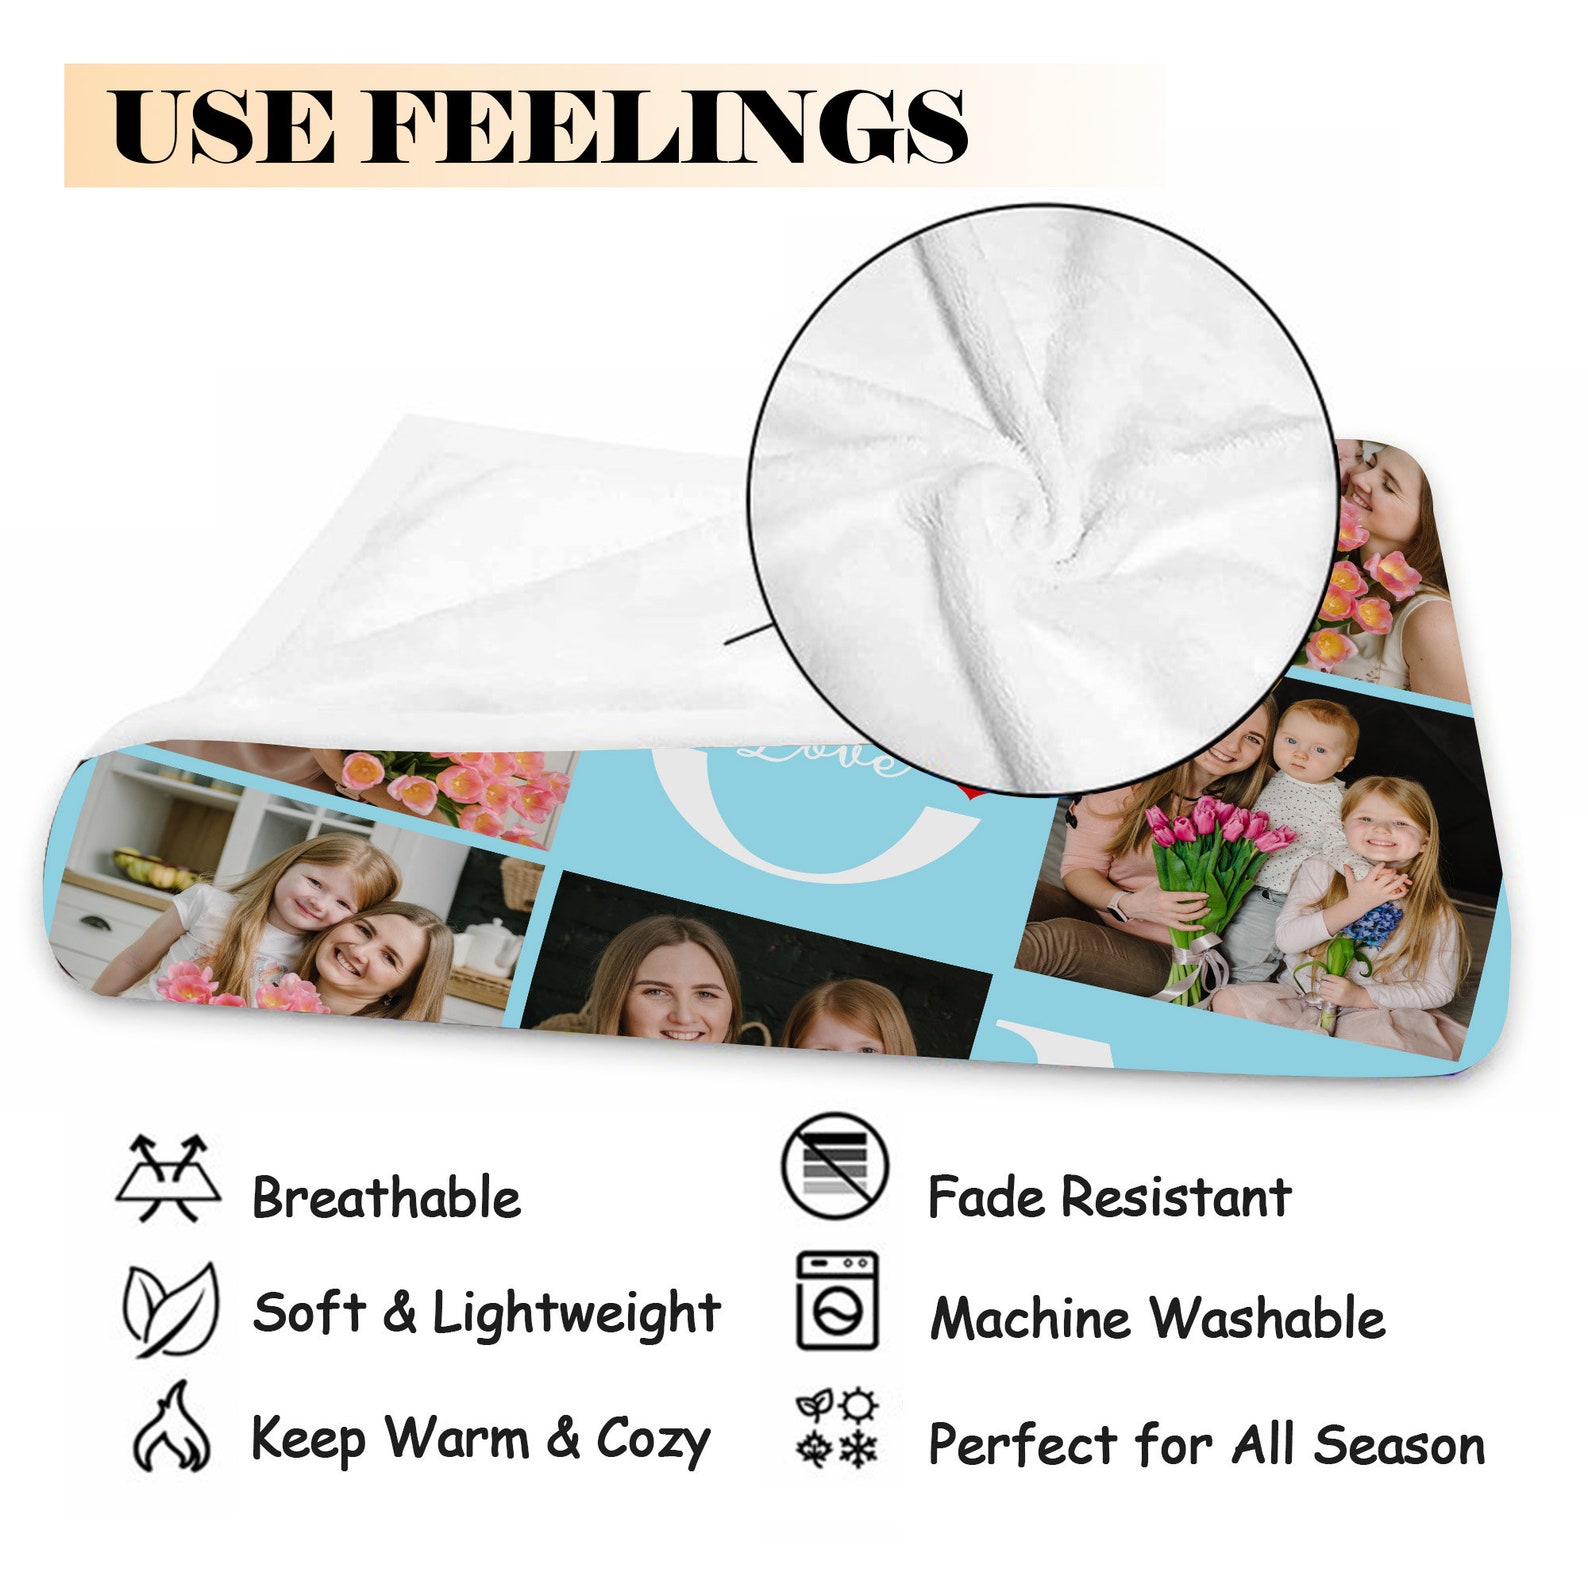 USE FEELINGS
Love
Breathable
Fade Resistant
Soft & Lightweight
Machine Washable
Keep Warm & Cozy
Perfect for All Season